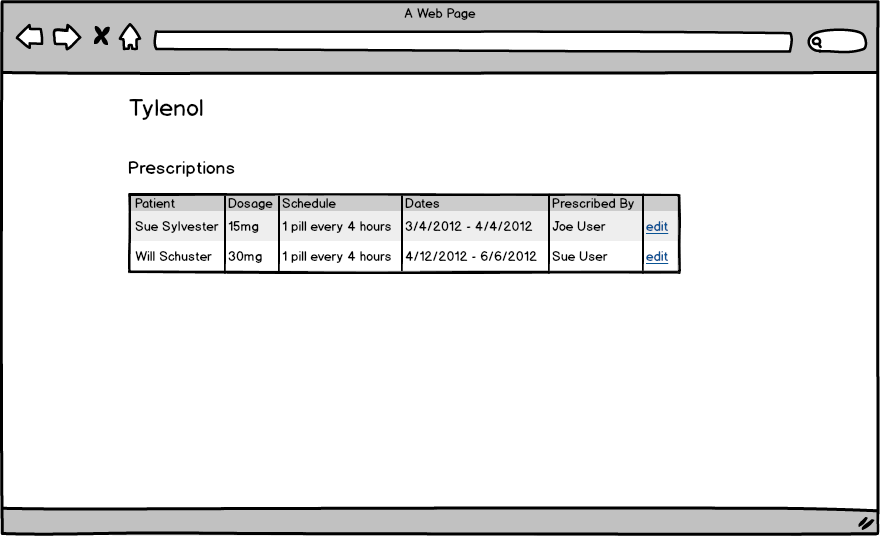 A Web Page
Tylenol
Prescriptions
Patient Dosage Schedule Dates Prescribed By
Sue Sylvester 15mg 1 pill every 4 hours 3/4/2012 - 4/4/2012 Joe User edit
Will Schuster 30mg 1 pill every 4 hours 4/12/2012 - 6/6/2012 Sue User edit